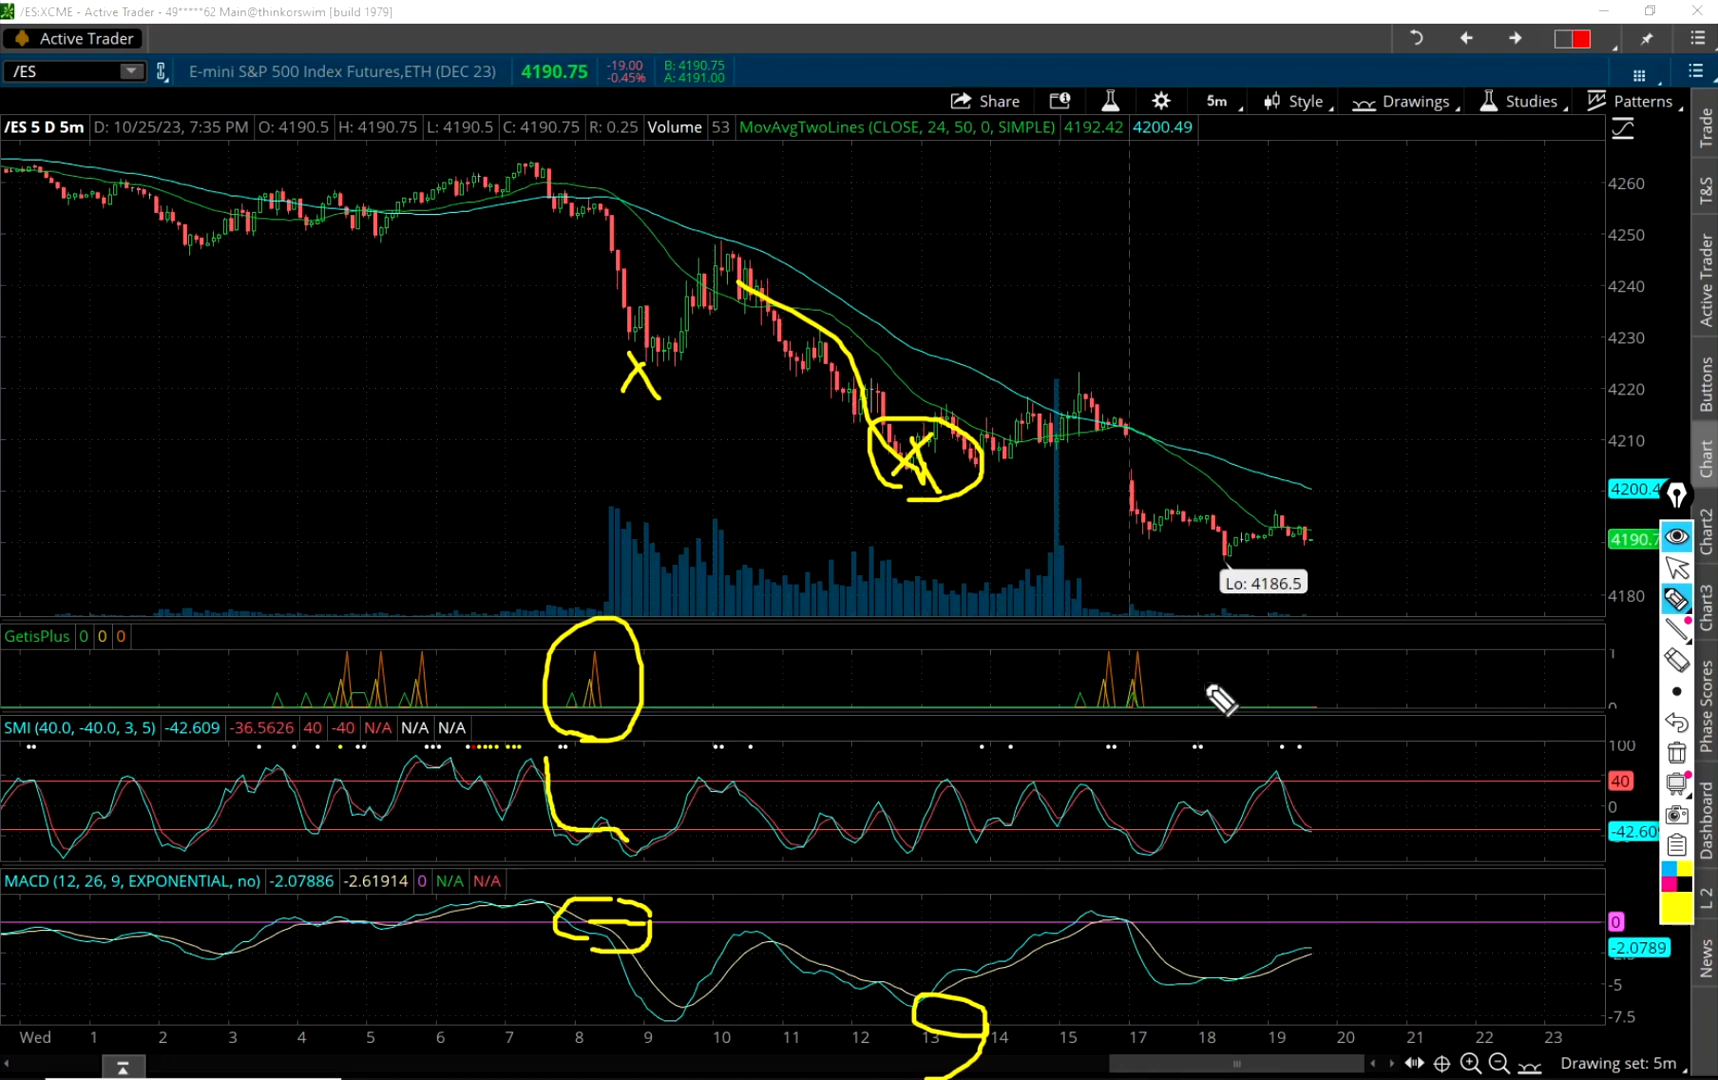 /ES:XCME - Active Trader - 49*****62 Main@thinkorswim [build 1979]
Active Trader
/ES E-mini S&P 500 Index Futures,ETH (DEC 23) 4190.75 -19.00 -0.45% B: 4190.75 A: 4191.00
Share 5m Style Drawings Studies Patterns
/ES 5 D 5m D: 10/25/23, 7:35 PM O: 4190.5 H: 4190.75 L: 4190.5 C: 4190.75 R: 0.25 Volume 53 MovAvgTwoLines (CLOSE, 24, 50, 0, SIMPLE) 4192.42 4200.49
4260
4250
4240
4230
4220
4210
4200.4
4190.7
Lo: 4186.5
4180
GetisPlus 0 0 0
1
0
SMI (40.0, -40.0, 3, 5) -42.609 -36.5626 40 -40 N/A N/A N/A
100
40
0
-42.609
MACD (12, 26, 9, EXPONENTIAL, no) -2.07886 -2.61914 0 N/A N/A
0
-2.0789
-5
-7.5
Wed 1 2 3 4 5 6 7 8 9 10 11 12 13 14 15 16 17 18 19 20 21 22 23
Drawing set: 5m
Trade
T&S
Active Trader
Buttons
Chart
Chart2
Chart3
Phase Scores
Dashboard
L2
News